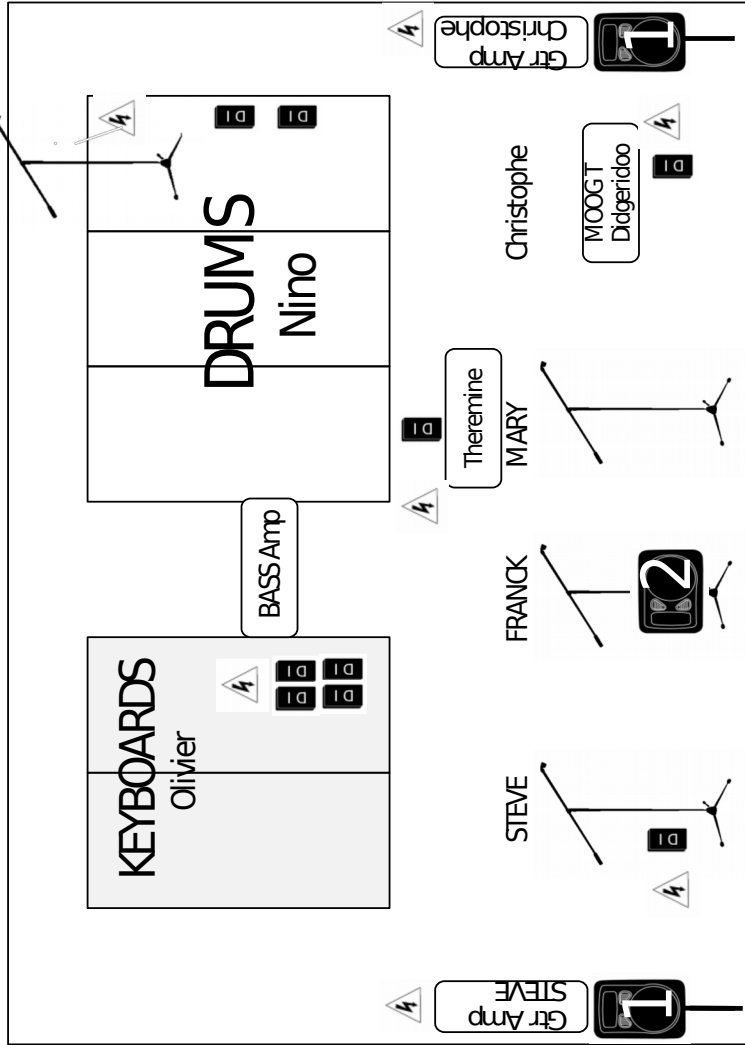 KEYBOARDS
Olivier
DI
DI
DI
DI
BASS Amp
DRUMS
Nino
DI
DI
DI
Theremine
Gtr Amp
STEVE
1
STEVE
DI
FRANCK
2
MARY
Christophe
MOOG T
Didgeridoo
DI
Gtr Amp
Christophe
1